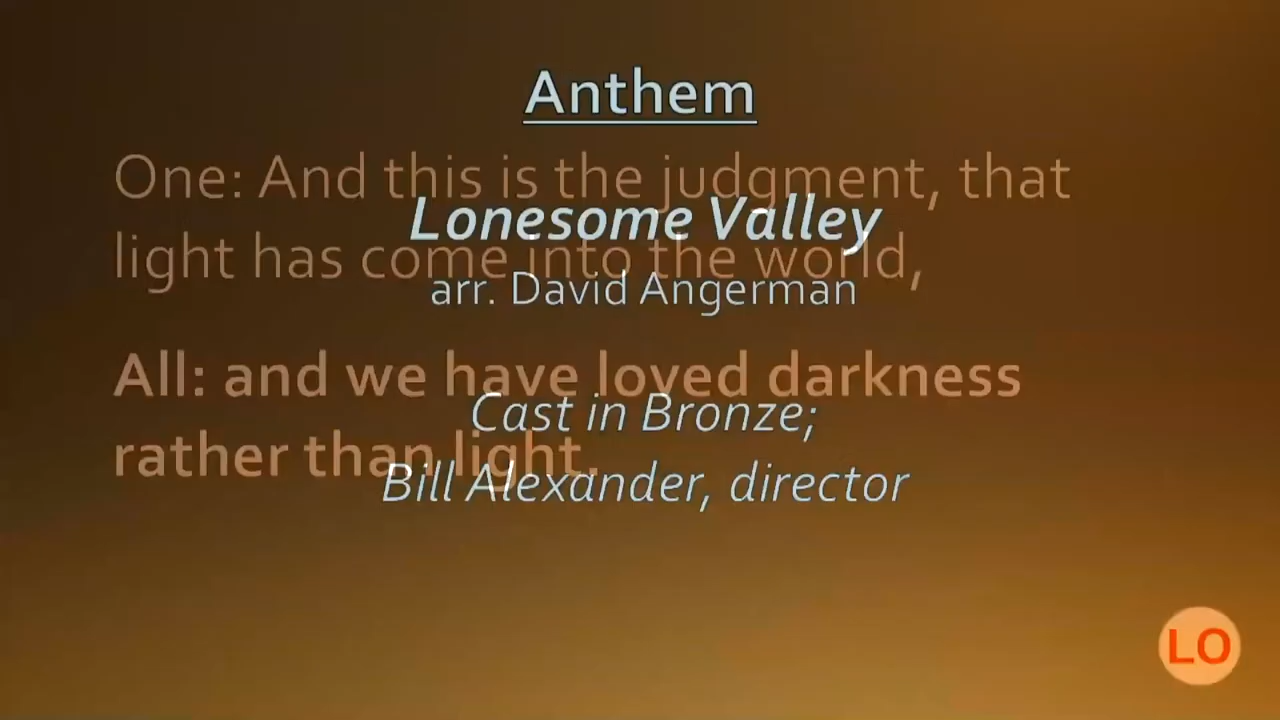 Anthem
One: And this is the judgment, that
Lonesome Valley
light has come into the world,
arr. David Angerman
All: and we have loved darkness
Cast in Bronze;
rather than light.
Bill Alexander, director
LO